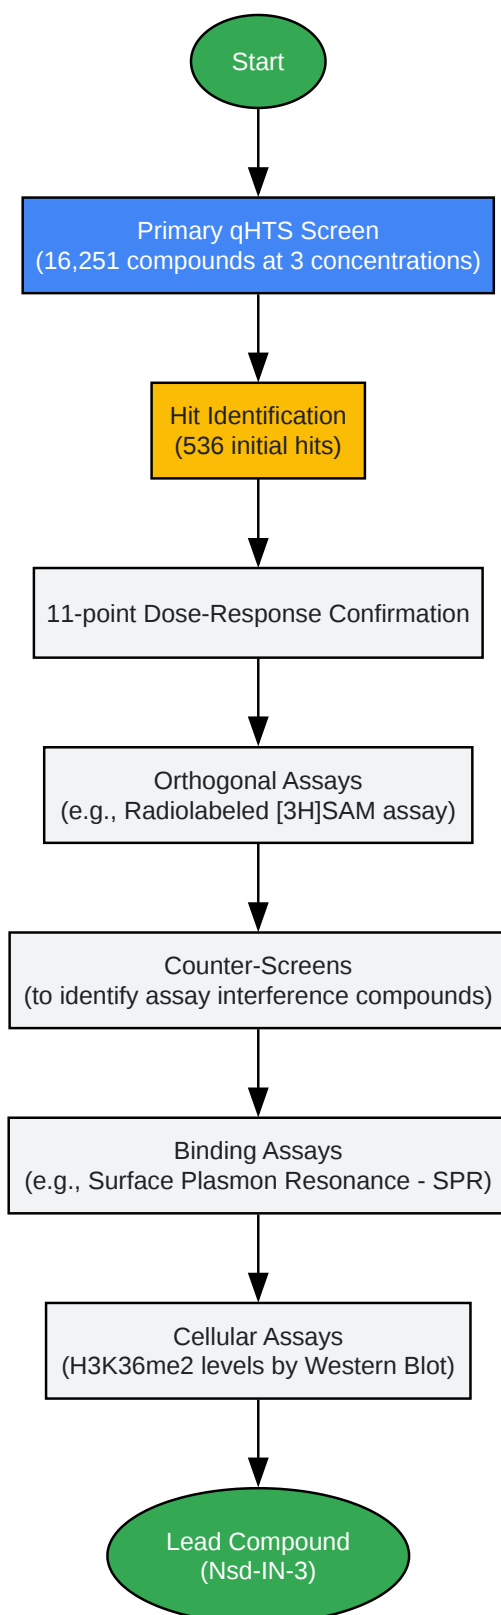 Start
Primary qHTS Screen
(16,251 compounds at 3 concentrations)
Hit Identification
(536 initial hits)
11-point Dose-Response Confirmation
Orthogonal Assays
(e.g., Radiolabeled [3H]SAM assay)
Counter-Screens
(to identify assay interference compounds)
Binding Assays
(e.g., Surface Plasmon Resonance - SPR)
Cellular Assays
(H3K36me2 levels by Western Blot)
Lead Compound
(Nsd-IN-3)